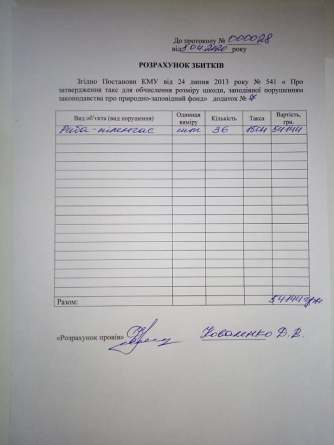 До протоколу № 000028
від 8.04.2020 року
РОЗРАХУНОК ЗБИТКІВ
Згідно Постанови КМУ від 24 липня 2013 року № 541 « Про
затвердження такс для обчислення розміру шкоди, заподіяної порушенням
законодавства про природно-заповідний фонд» додаток №
Вид об'єкта (вид порушення) Одиниця виміру Кількість Такса Вартість, грн.
Риба - піленгас шт 36 1504 54144
Разом: 54144 грн
«Розрахунок провів» Коваленко Д.В.